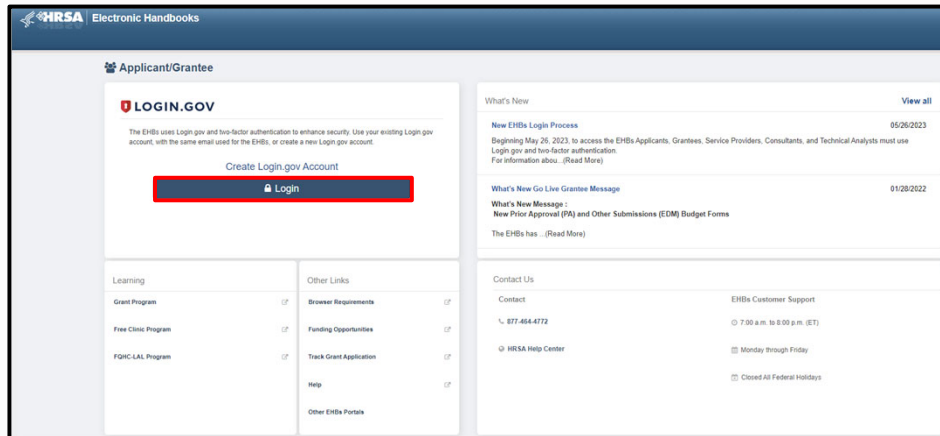 HRSA Electronic Handbooks
Applicant/Grantee
LOGIN.GOV
The EHBs uses Login.gov and two-factor authentication to enhance security. Use your existing Login.gov
account, with the same email used for the EHBs, or create a new Login.gov account.
Create Login.gov Account
Login
What's New
View all
New EHBs Login Process
05/26/2023
Beginning May 26, 2023, to access the EHBs Applicants, Grantees, Service Providers, Consultants, and Technical Analysts must use
Login.gov and two-factor authentication.
For information abou...(Read More)
What's New Go Live Grantee Message
01/28/2022
What's New Message :
New Prior Approval (PA) and Other Submissions (EDM) Budget Forms
The EHBs has ...(Read More)
Learning
Grant Program
Free Clinic Program
FQHC-LAL Program
Other Links
Browser Requirements
Funding Opportunities
Track Grant Application
Help
Other EHBs Portals
Contact Us
Contact
877-464-4772
HRSA Help Center
EHBs Customer Support
7:00 a.m. to 8:00 p.m. (ET)
Monday through Friday
Closed All Federal Holidays